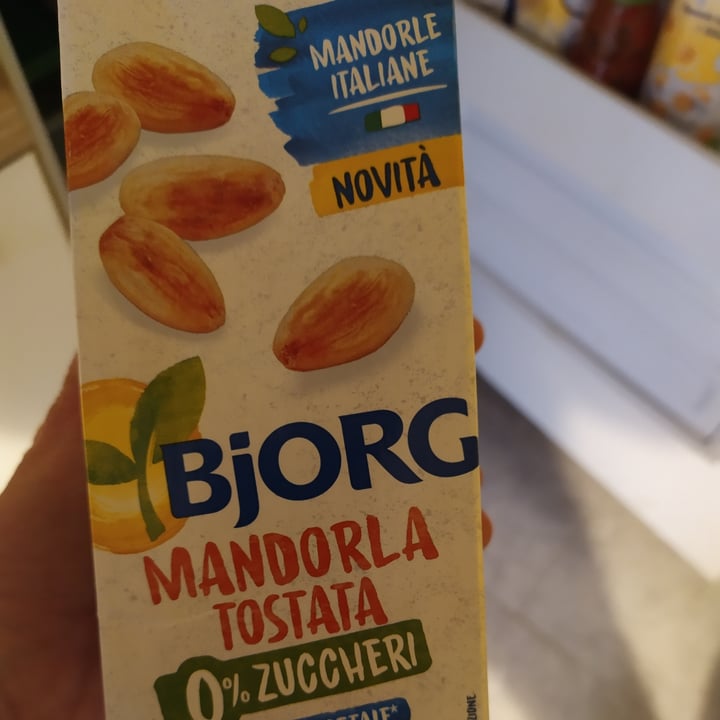 MANDORLE
ITALIANE
NOVITÀ
BjORG
MANDORLA
TOSTATA
0% ZUCCHERI